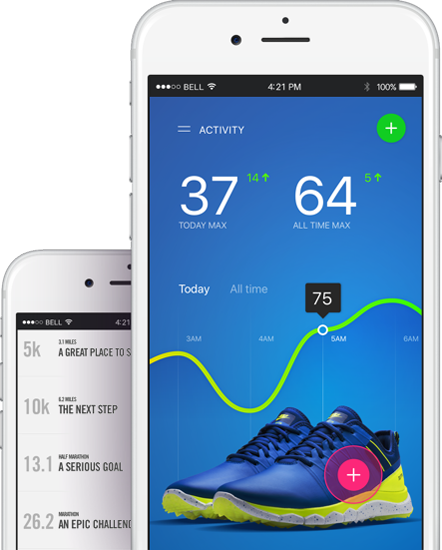 BELL 4:21 PM 100%
ACTIVITY
37 14 64 5
TODAY MAX ALL TIME MAX
Today All time
75
3AM 4AM 5AM 6AM
BELL 4:21
5k 3.1 MILES
A GREAT PLACE TO S
10k 6.2 MILES
THE NEXT STEP
13.1 HALF MARATHON
A SERIOUS GOAL
26.2 MARATHON
AN EPIC CHALLENG